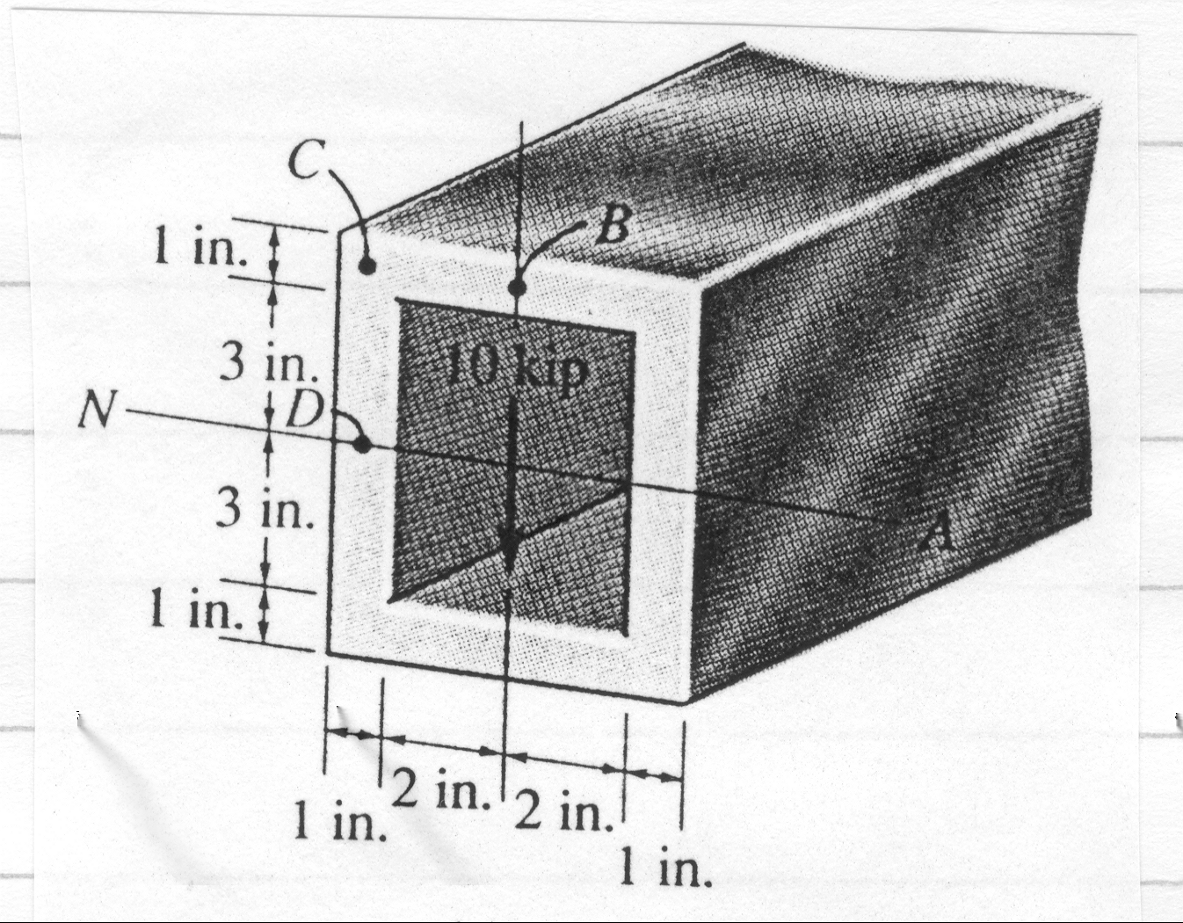 C
B
1 in.
10 kip
3 in.
N
D
3 in.
A
1 in.
2 in.
2 in.
1 in.
1 in.